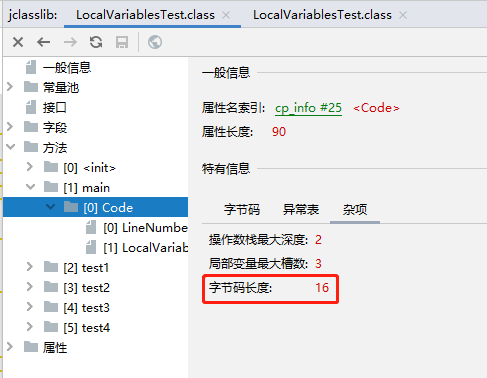 jclasslib: LocalVariablesTest.class LocalVariablesTest.class
一般信息
常量池
接口
字段
方法
[0] <init>
[1] main
[0] Code
[0] LineNumbe
[1] LocalVariab
[2] test1
[3] test2
[4] test3
[5] test4
属性
一般信息
属性名索引: cp_info #25 <Code>
属性长度: 90
特有信息
字节码 异常表 杂项
操作数栈最大深度: 2
局部变量最大槽数: 3
字节码长度: 16